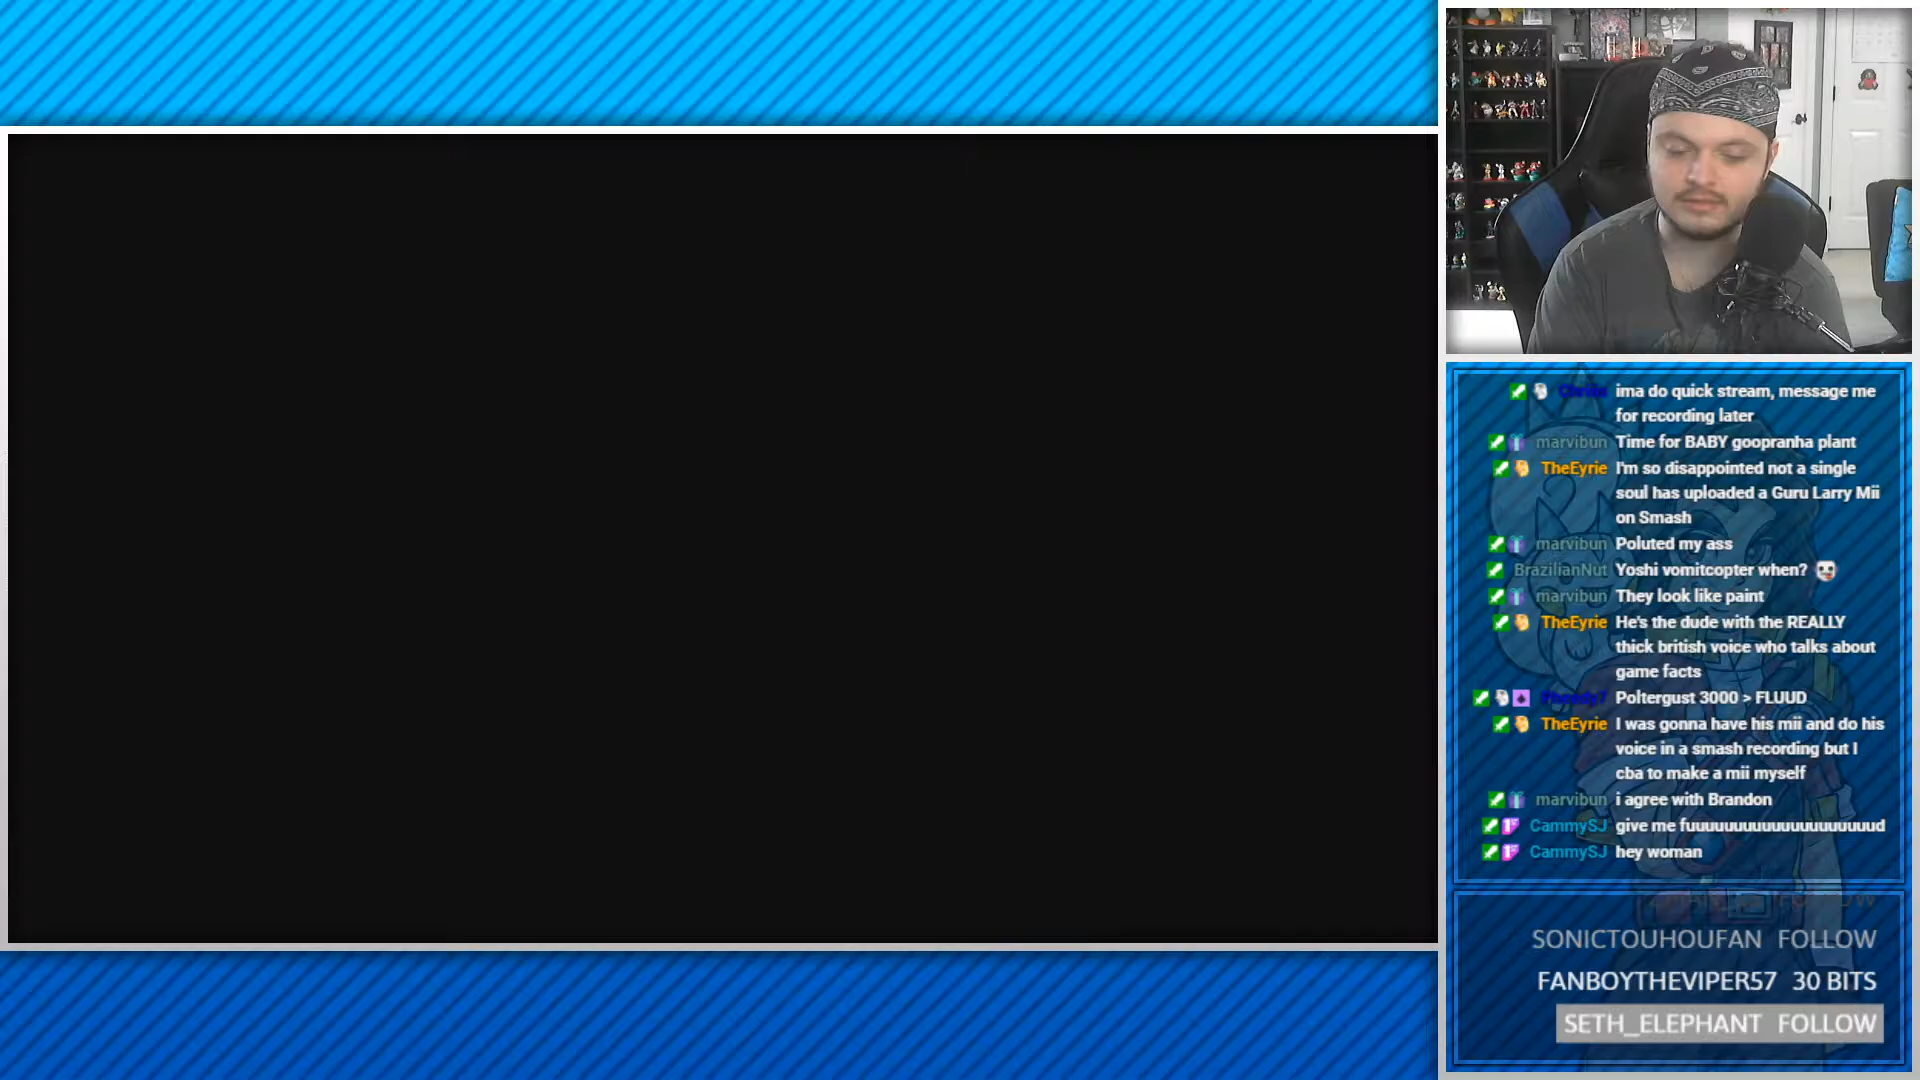 ima do quick stream, message me
for recording later
marvibun Time for BABY goopranha plant
TheEyrie I'm so disappointed not a single
soul has uploaded a Guru Larry Mii
on Smash
marvibun Poluted my ass
BrazilianNut Yoshi vomitcopter when?
marvibun They look like paint
TheEyrie He's the dude with the REALLY
thick british voice who talks about
game facts
Poltergust 3000 > FLUUD
TheEyrie I was gonna have his mii and do his
voice in a smash recording but I
cba to make a mii myself
marvibun i agree with Brandon
CammySJ give me fuuuuuuuuuuuuuuuuuuud
CammySJ hey woman
SONICTOUHOUFAN FOLLOW
FANBOYTHEVIPER57 30 BITS
SETH_ELEPHANT FOLLOW